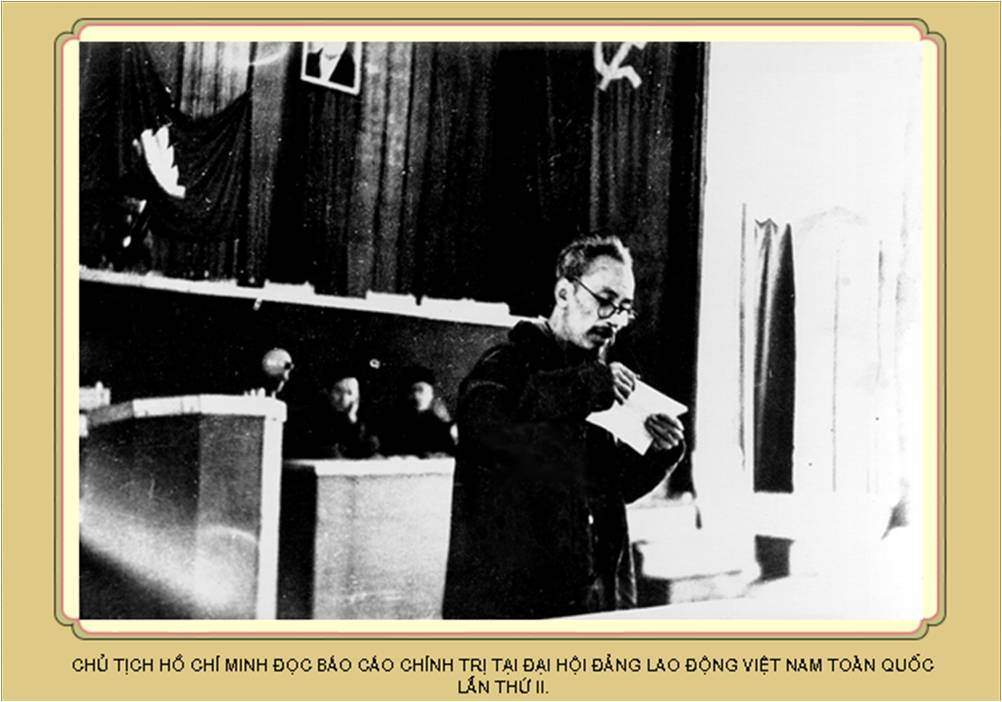 CHỦ TỊCH HỒ CHÍ MINH ĐỌC BÁO CÁO CHÍNH TRỊ TẠI ĐẠI HỘI ĐẢNG LAO ĐỘNG VIỆT NAM TOÀN QUỐC
LẦN THỨ II.